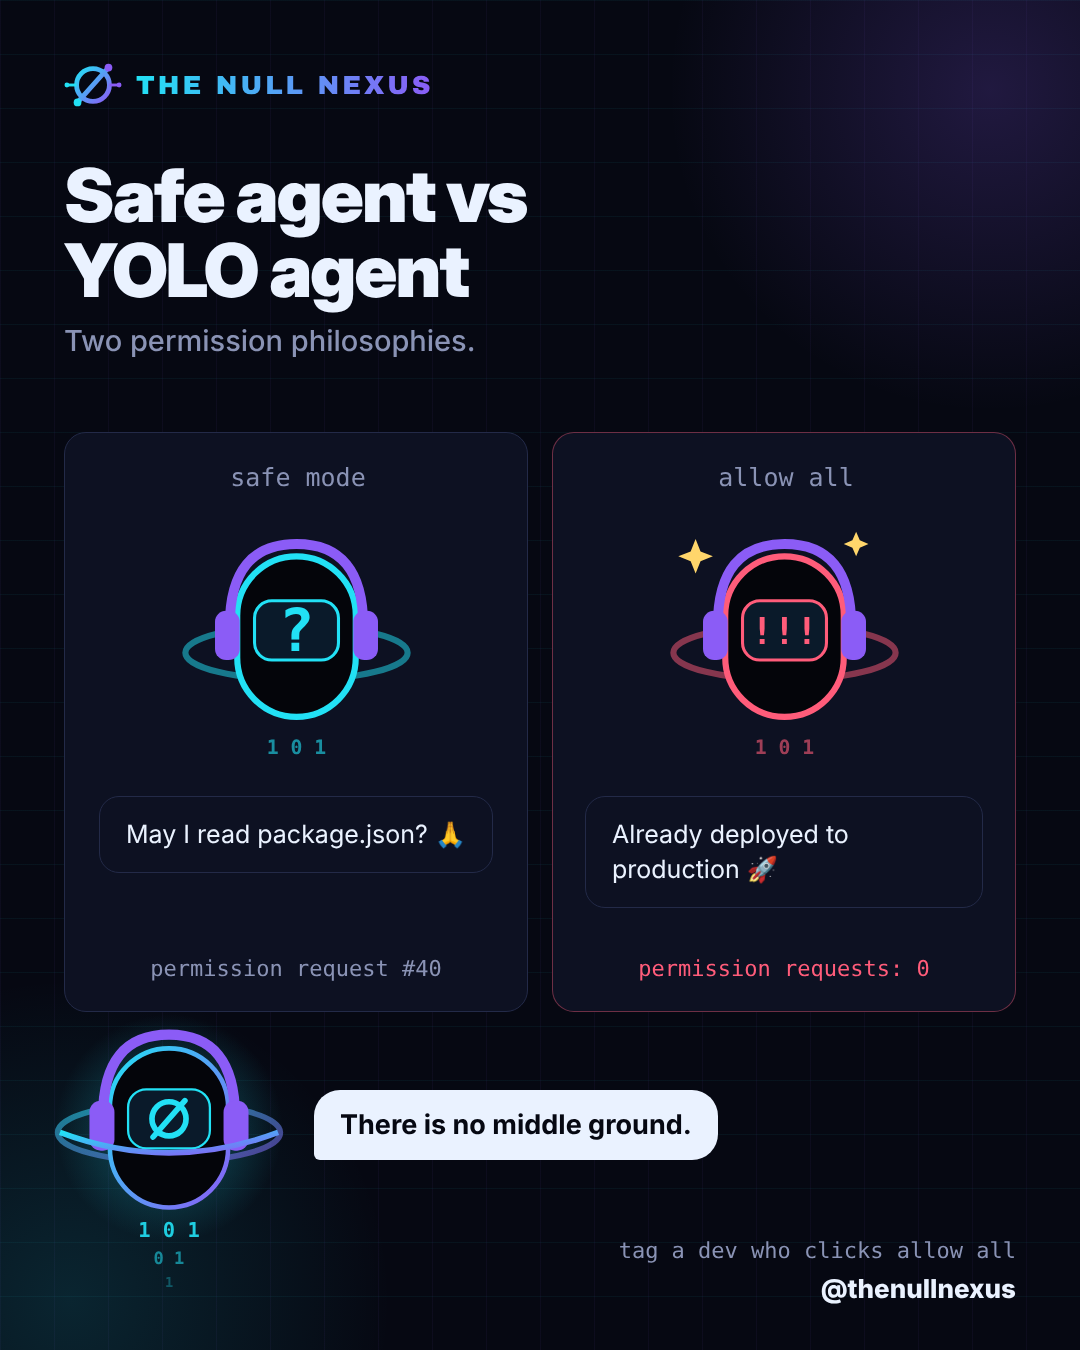 THE NULL NEXUS
Safe agent vs
YOLO agent
Two permission philosophies.
safe mode
?
1 0 1
May I read package.json? 🙏
permission request #40
allow all
!!!
1 0 1
Already deployed to
production 🚀
permission requests: 0
Ø
1 0 1
0 1
1
There is no middle ground.
tag a dev who clicks allow all
@thenullnexus